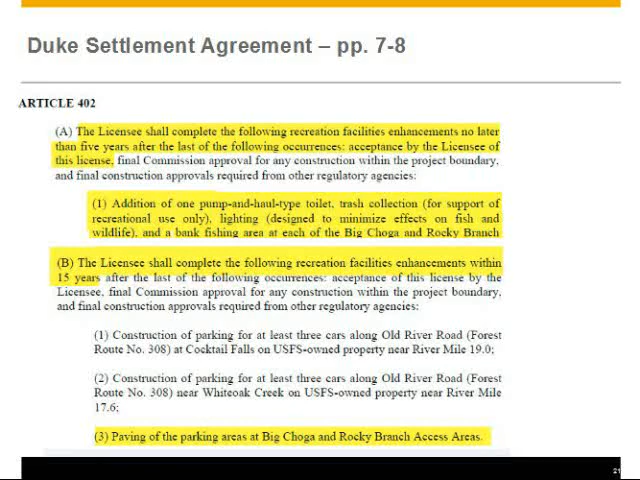 Duke Settlement Agreement – pp. 7-8
ARTICLE 402
(A) The Licensee shall complete the following recreation facilities enhancements no later
than five years after the last of the following occurrences: acceptance by the Licensee of
this license, final Commission approval for any construction within the project boundary,
and final construction approvals required from other regulatory agencies:
(1) Addition of one pump-and-haul-type toilet, trash collection (for support of
recreational use only), lighting (designed to minimize effects on fish and
wildlife), and a bank fishing area at each of the Big Choga and Rocky Branch
(B) The Licensee shall complete the following recreation facilities enhancements within
15 years after the last of the following occurrences: acceptance of this license by the
Licensee, final Commission approval for any construction within the project boundary,
and final construction approvals required from other regulatory agencies:
(1) Construction of parking for at least three cars along Old River Road (Forest
Route No. 308) at Cocktail Falls on USFS-owned property near River Mile 19.0;
(2) Construction of parking for at least three cars along Old River Road (Forest
Route No. 308) near Whiteoak Creek on USFS-owned property near River Mile
17.6;
(3) Paving of the parking areas at Big Choga and Rocky Branch Access Areas.
21